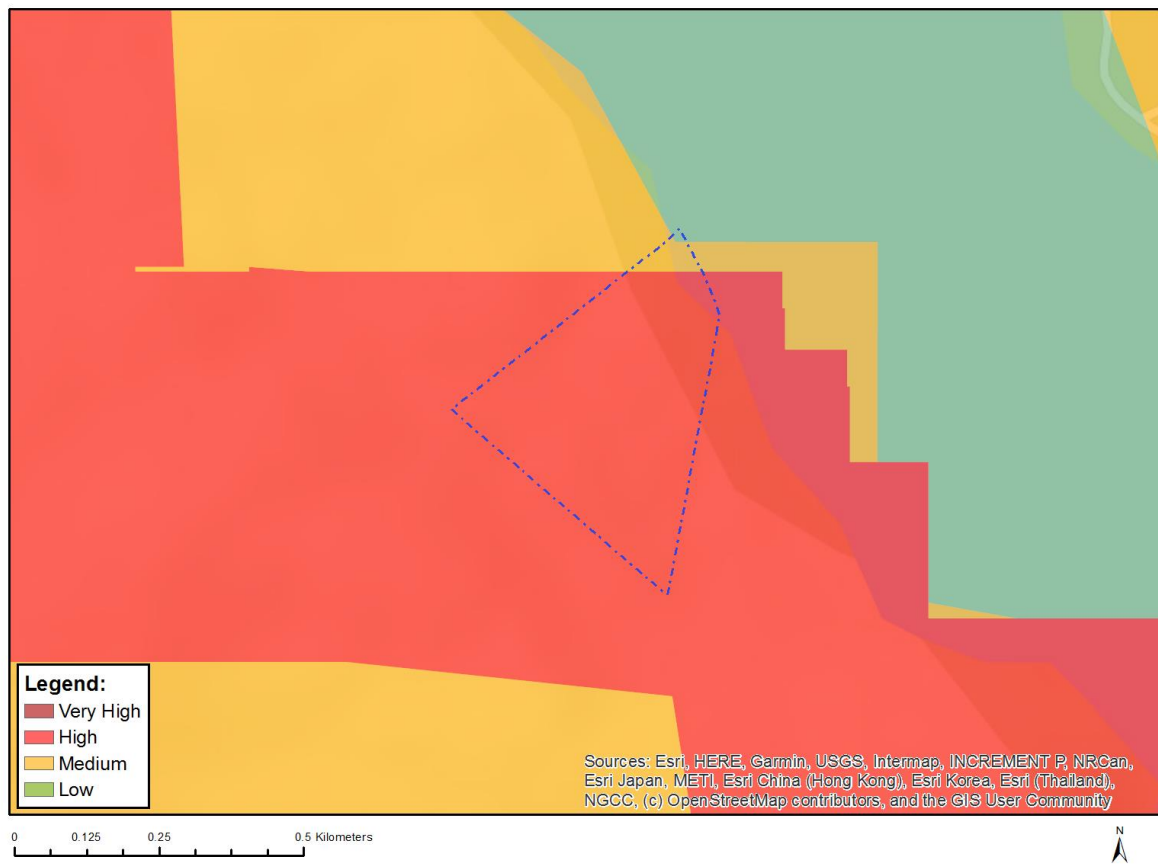 Legend:
Very High
High
Medium
Low
Sources: Esri, HERE, Garmin, USGS, Intermap, INCREMENT P, NRCan,
Esri Japan, METI, Esri China (Hong Kong), Esri Korea, Esri (Thailand),
NGCC, (c) OpenStreetMap contributors, and the GIS User Community
0 0.125 0.25 0.5 Kilometers
N